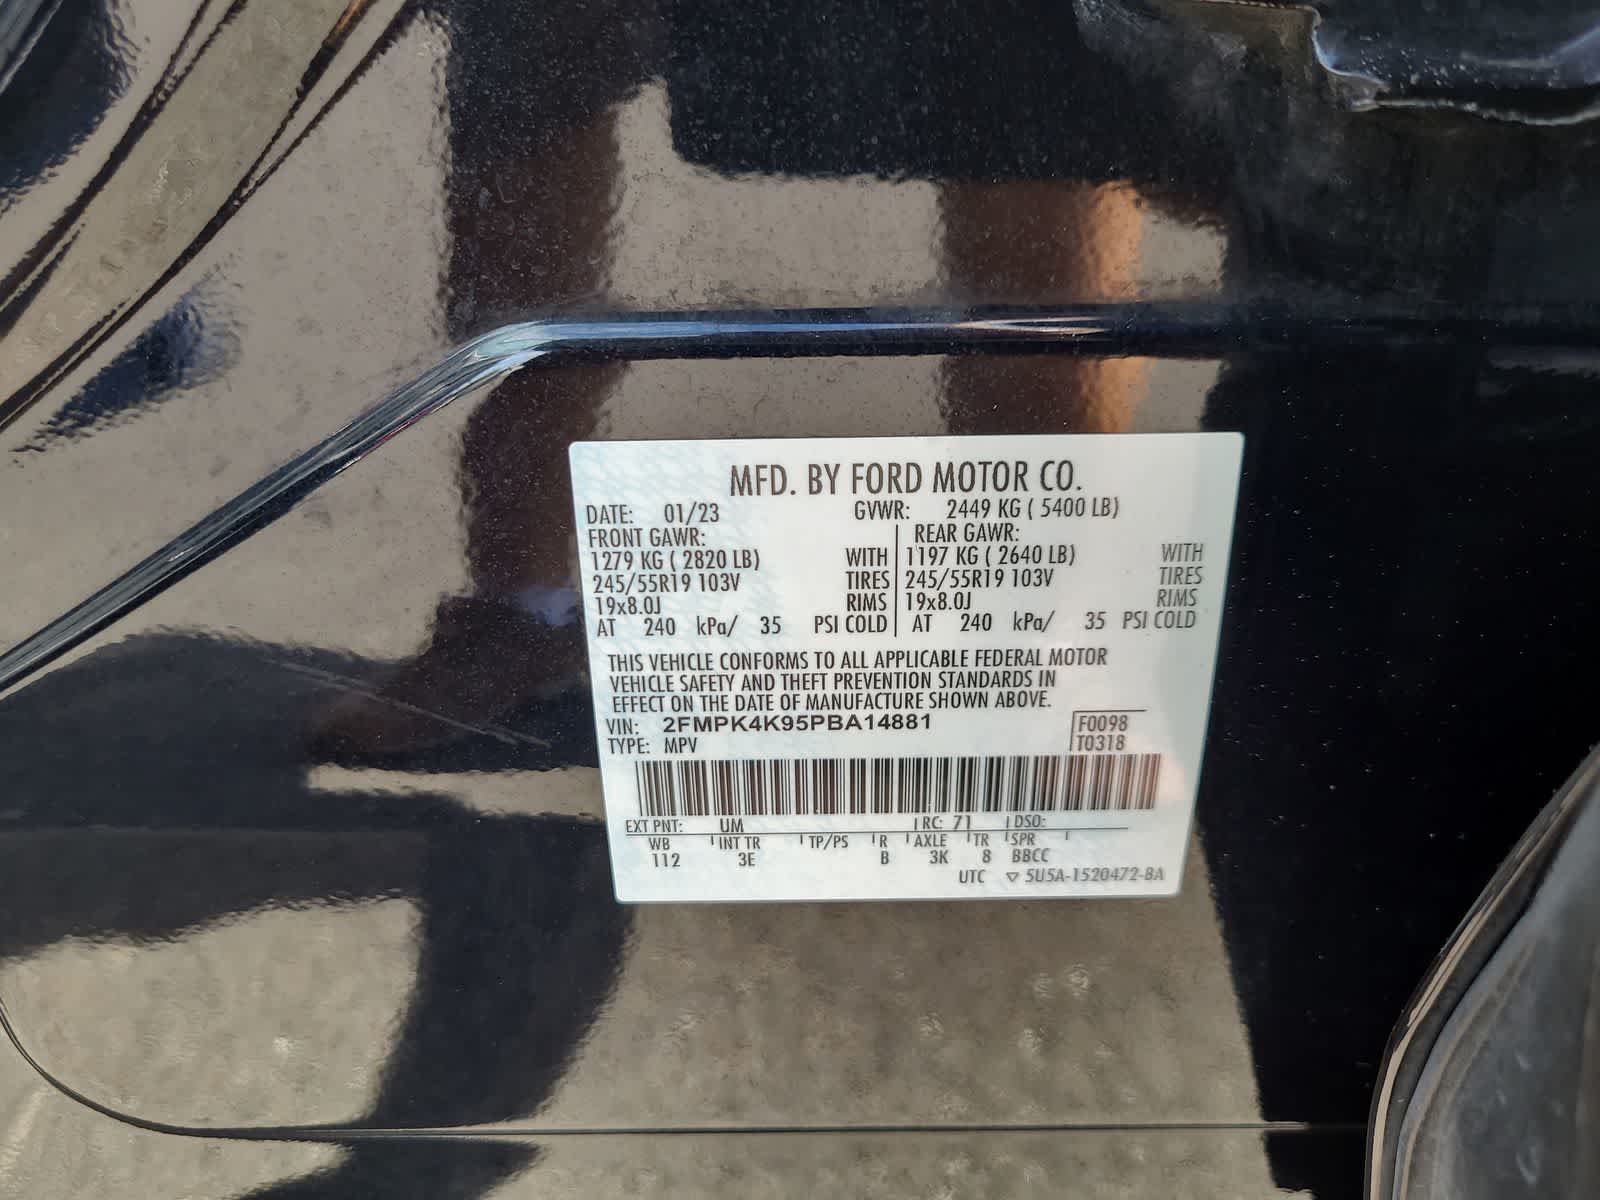 MFD. BY FORD MOTOR CO.
DATE: 01/23 GVWR: 2449 KG ( 5400 LB)
FRONT GAWR: REAR GAWR:
1279 KG ( 2820 LB) WITH 1197 KG ( 2640 LB) WITH
245/55R19 103V TIRES 245/55R19 103V TIRES
19x8.0J RIMS 19x8.0J RIMS
AT 240 kPa/ 35 PSI COLD AT 240 kPa/ 35 PSI COLD
THIS VEHICLE CONFORMS TO ALL APPLICABLE FEDERAL MOTOR
VEHICLE SAFETY AND THEFT PREVENTION STANDARDS IN
EFFECT ON THE DATE OF MANUFACTURE SHOWN ABOVE.
VIN: 2FMPK4K95PBA14881 F0098
TYPE: MPV T0318
EXT PNT: UM RC: 71 DSO:
WB INT TR TP/PS R AXLE TR SPR
112 3E B 3K 8 BBCC
UTC ▽ 5U5A-1520472-BA